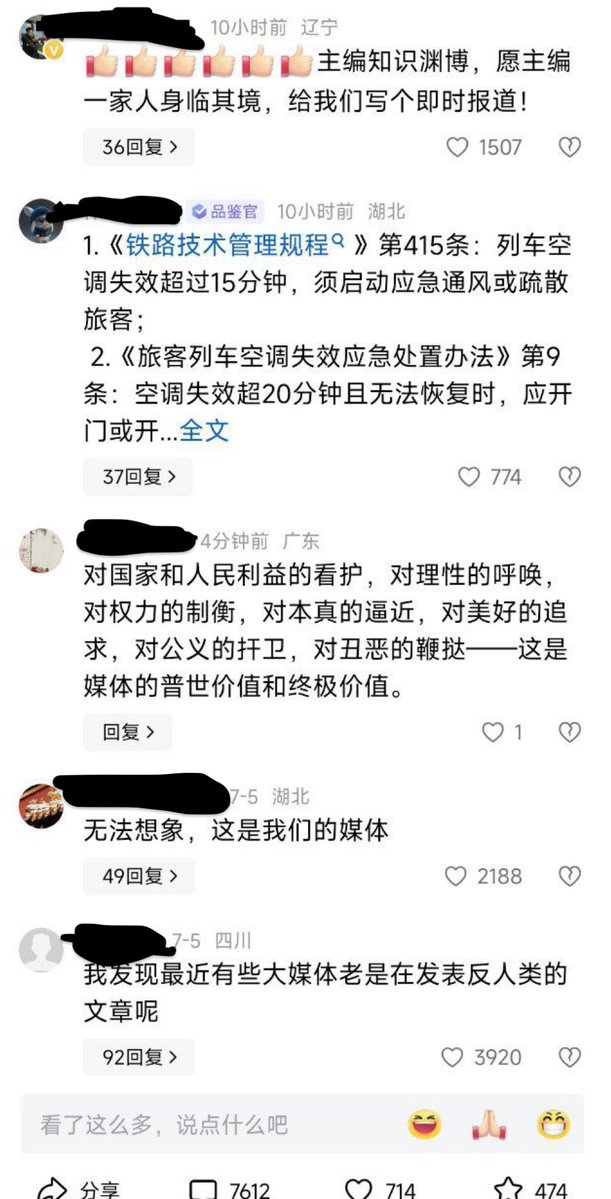 10小时前 辽宁
👍👍👍👍👍👍主编知识渊博，愿主编
一家人身临其境，给我们写个即时报道！
36回复 >
1507
品鉴官 10小时前 湖北
1.《铁路技术管理规程》第415条：列车空
调失效超过15分钟，须启动应急通风或疏散
旅客；
2.《旅客列车空调失效应急处置办法》第9
条：空调失效超20分钟且无法恢复时，应开
门或开...全文
37回复 >
774
4分钟前 广东
对国家和人民利益的看护，对理性的呼唤，
对权力的制衡，对本真的逼近，对美好的追
求，对公义的扞卫，对丑恶的鞭挞——这是
媒体的普世价值和终极价值。
回复 >
1
7-5 湖北
无法想象，这是我们的媒体
49回复 >
2188
7-5 四川
我发现最近有些大媒体老是在发表反人类的
文章呢
92回复 >
3920
看了这么多，说点什么吧
分享 7612 714 474